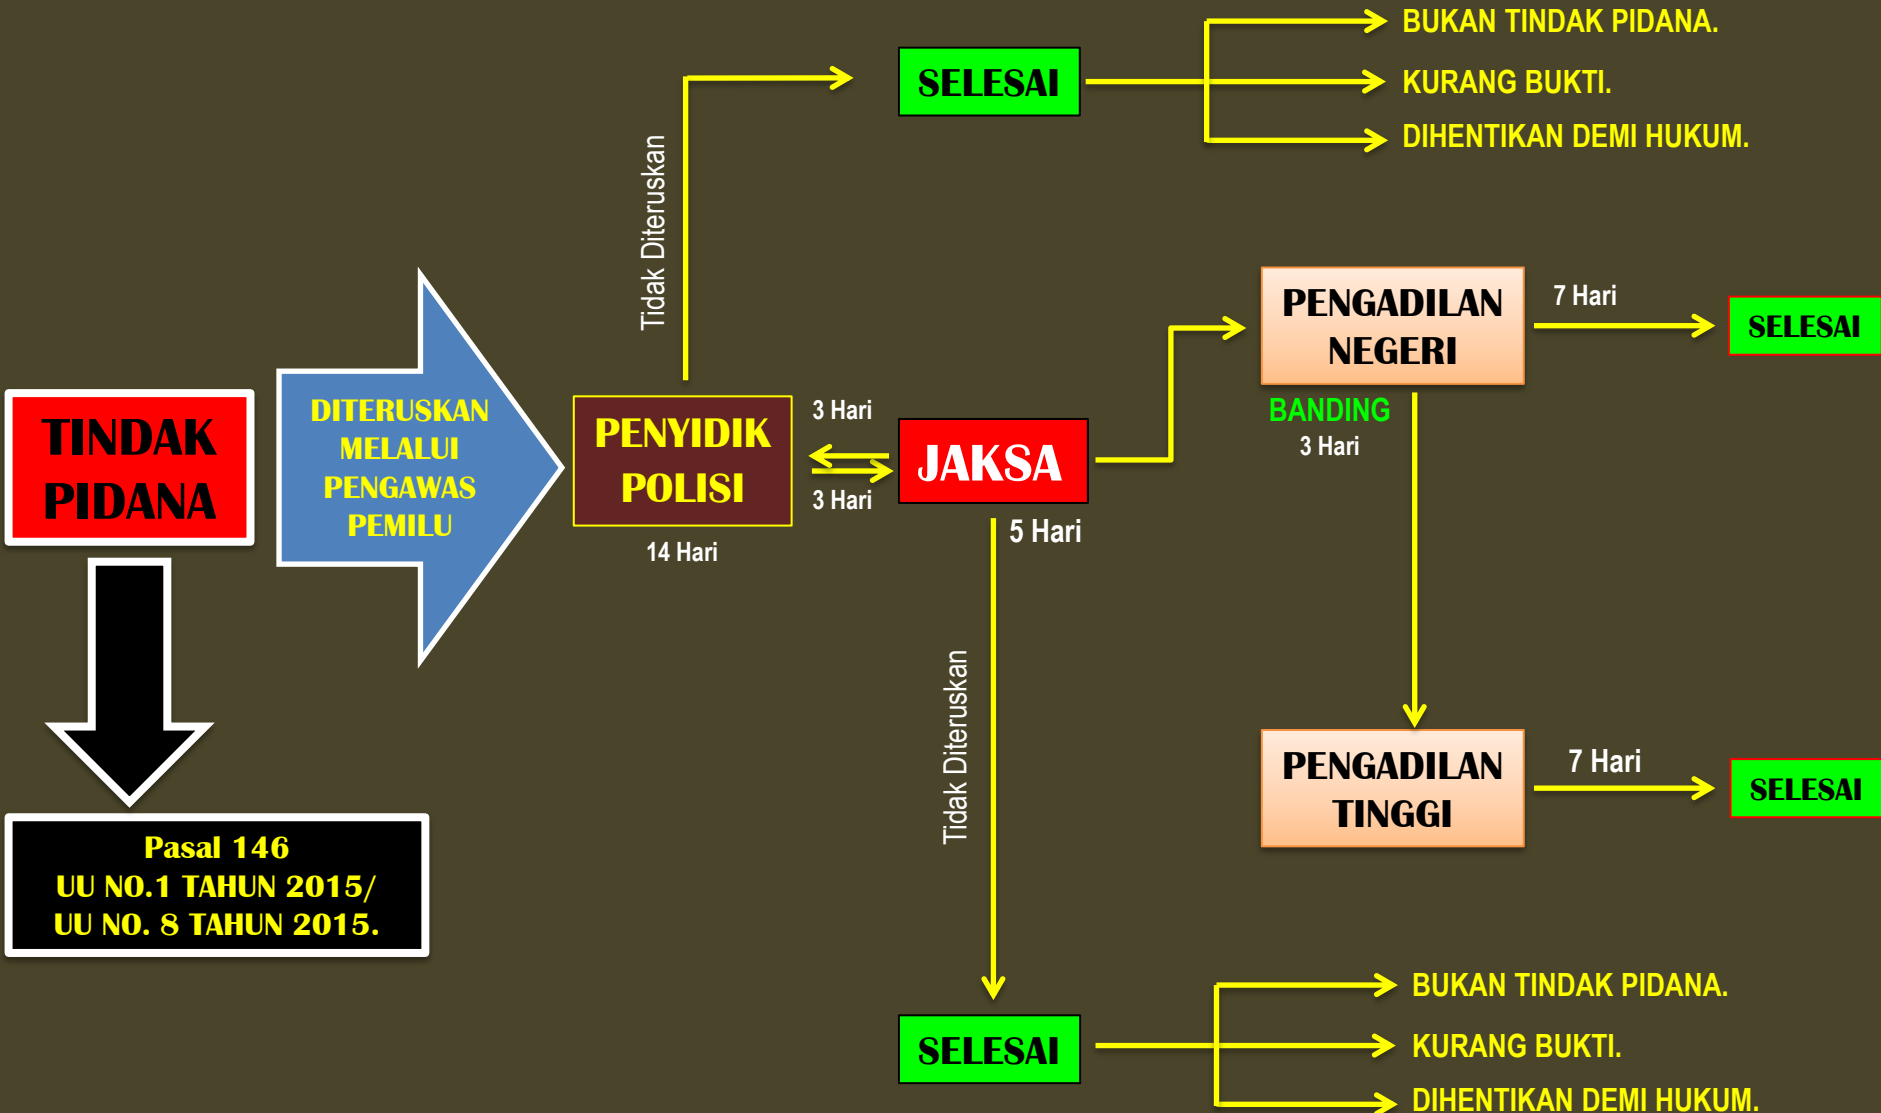 BUKAN TINDAK PIDANA.
SELESAI
KURANG BUKTI.
DIHENTIKAN DEMI HUKUM.
Tidak Diteruskan
TINDAK
PIDANA
DITERUSKAN
MELALUI
PENGAWAS
PEMILU
PENYIDIK
POLISI
14 Hari
3 Hari
3 Hari
JAKSA
5 Hari
PENGADILAN
NEGERI
BANDING
3 Hari
7 Hari
SELESAI
Tidak Diteruskan
PENGADILAN
TINGGI
7 Hari
SELESAI
Pasal 146
UU NO.1 TAHUN 2015/
UU NO. 8 TAHUN 2015.
SELESAI
BUKAN TINDAK PIDANA.
KURANG BUKTI.
DIHENTIKAN DEMI HUKUM.